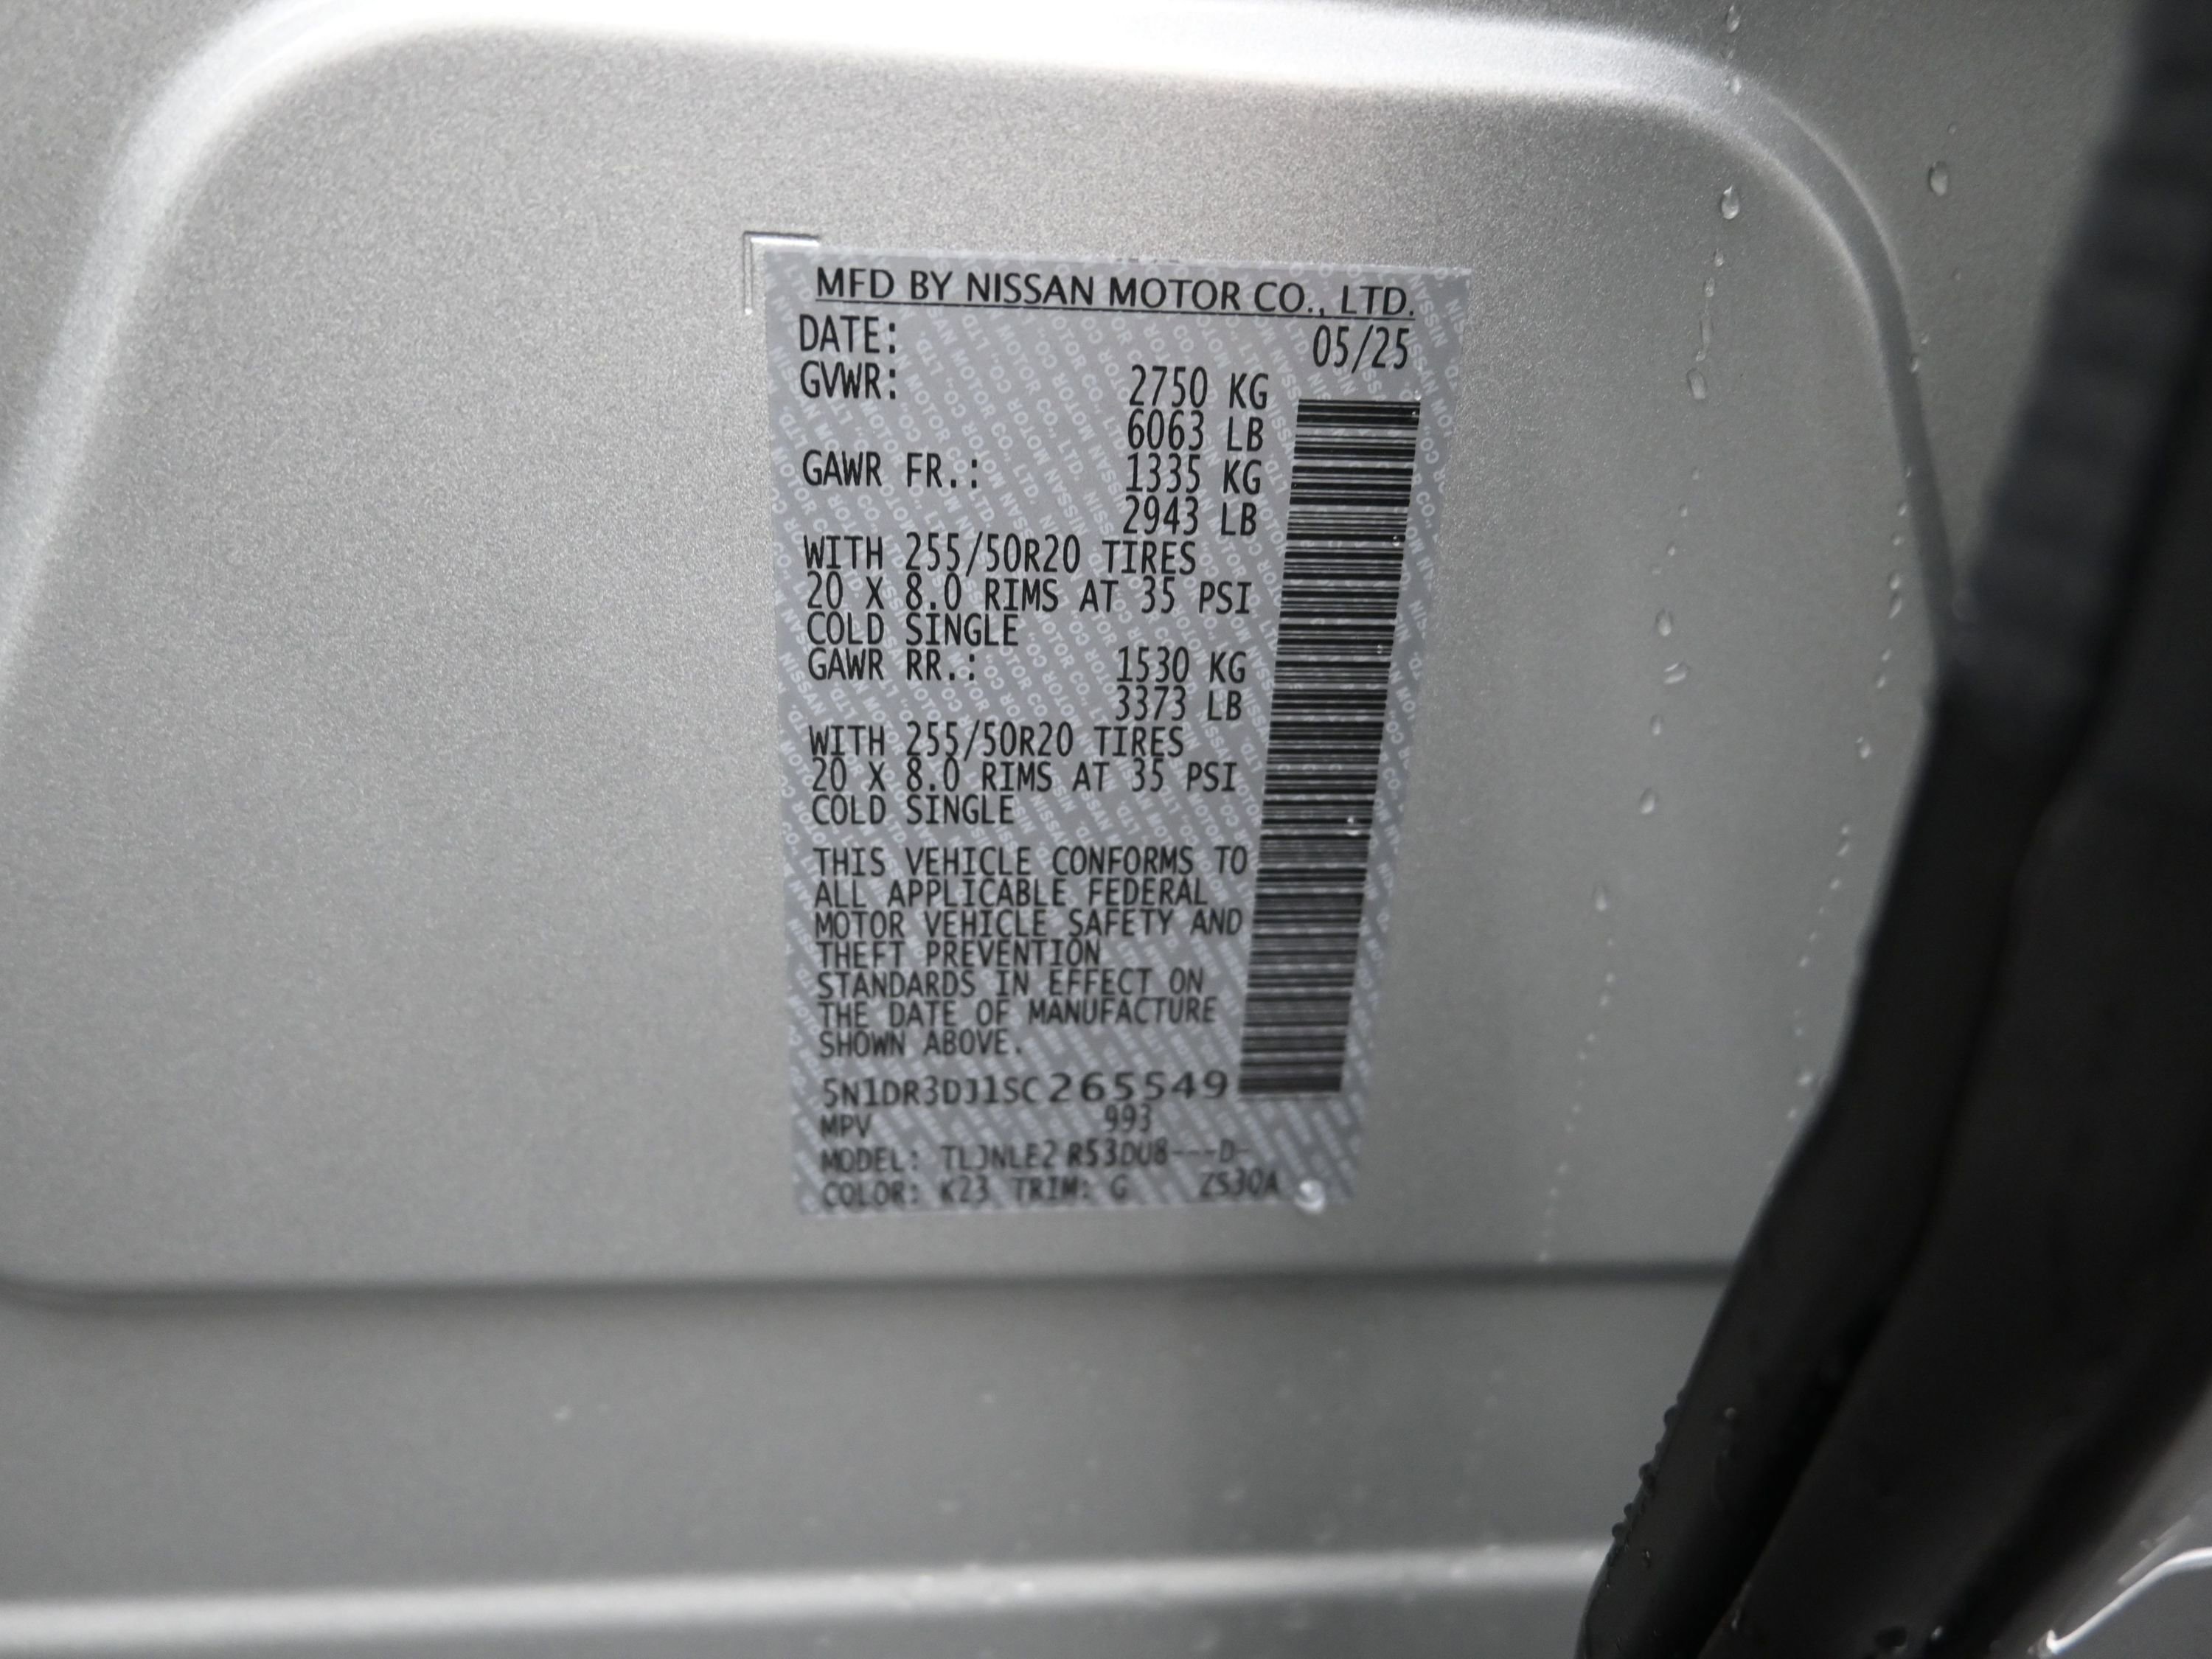 MFD BY NISSAN MOTOR CO., LTD.
DATE: 05/25
GVWR: 2750 KG
6063 LB
GAWR FR.: 1335 KG
2943 LB
WITH 255/50R20 TIRES
20 X 8.0 RIMS AT 35 PSI
COLD SINGLE
GAWR RR.: 1530 KG
3373 LB
WITH 255/50R20 TIRES
20 X 8.0 RIMS AT 35 PSI
COLD SINGLE
THIS VEHICLE CONFORMS TO
ALL APPLICABLE FEDERAL
MOTOR VEHICLE SAFETY AND
THEFT PREVENTION
STANDARDS IN EFFECT ON
THE DATE OF MANUFACTURE
SHOWN ABOVE.
5N1DR3DJ1SC265549
MPV 993
MODEL: TLJNLE2 R53DU8---D-
COLOR: K23 TRIM: G ZS30A